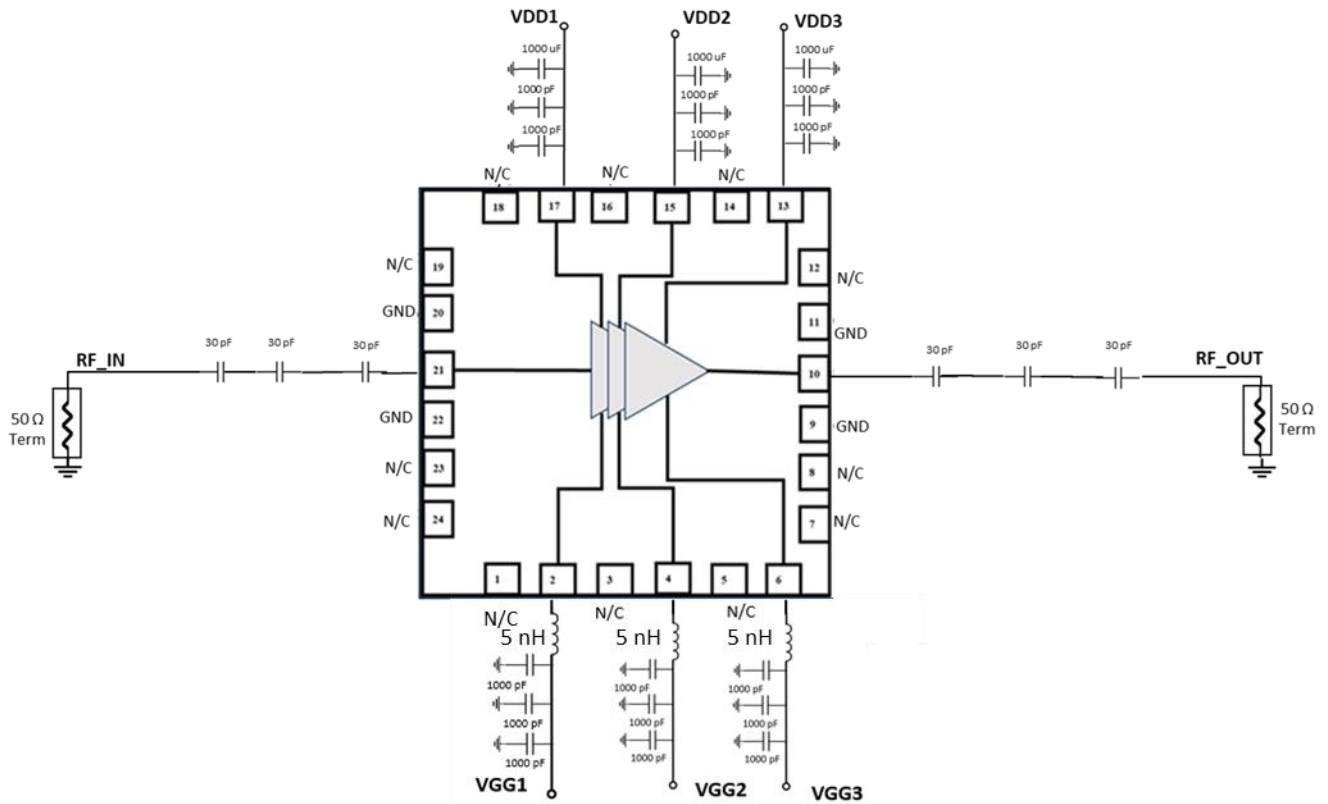 VDD1
VDD2
VDD3
1000 uF
1000 uF
1000 uF
1000 pF
1000 pF
1000 pF
1000 pF
1000 pF
1000 pF
N/C
N/C
N/C
18
17
16
15
14
13
N/C
19
12
N/C
GND
20
11
GND
RF_IN
30 pF
30 pF
30 pF
21
10
30 pF
30 pF
30 pF
RF_OUT
50 Ω
Term
50 Ω
Term
GND
22
9
GND
N/C
23
8
N/C
N/C
24
7
N/C
1
2
3
4
5
6
N/C
N/C
N/C
5 nH
5 nH
5 nH
1000 pF
1000 pF
1000 pF
1000 pF
1000 pF
1000 pF
1000 pF
1000 pF
1000 pF
VGG1
VGG2
VGG3